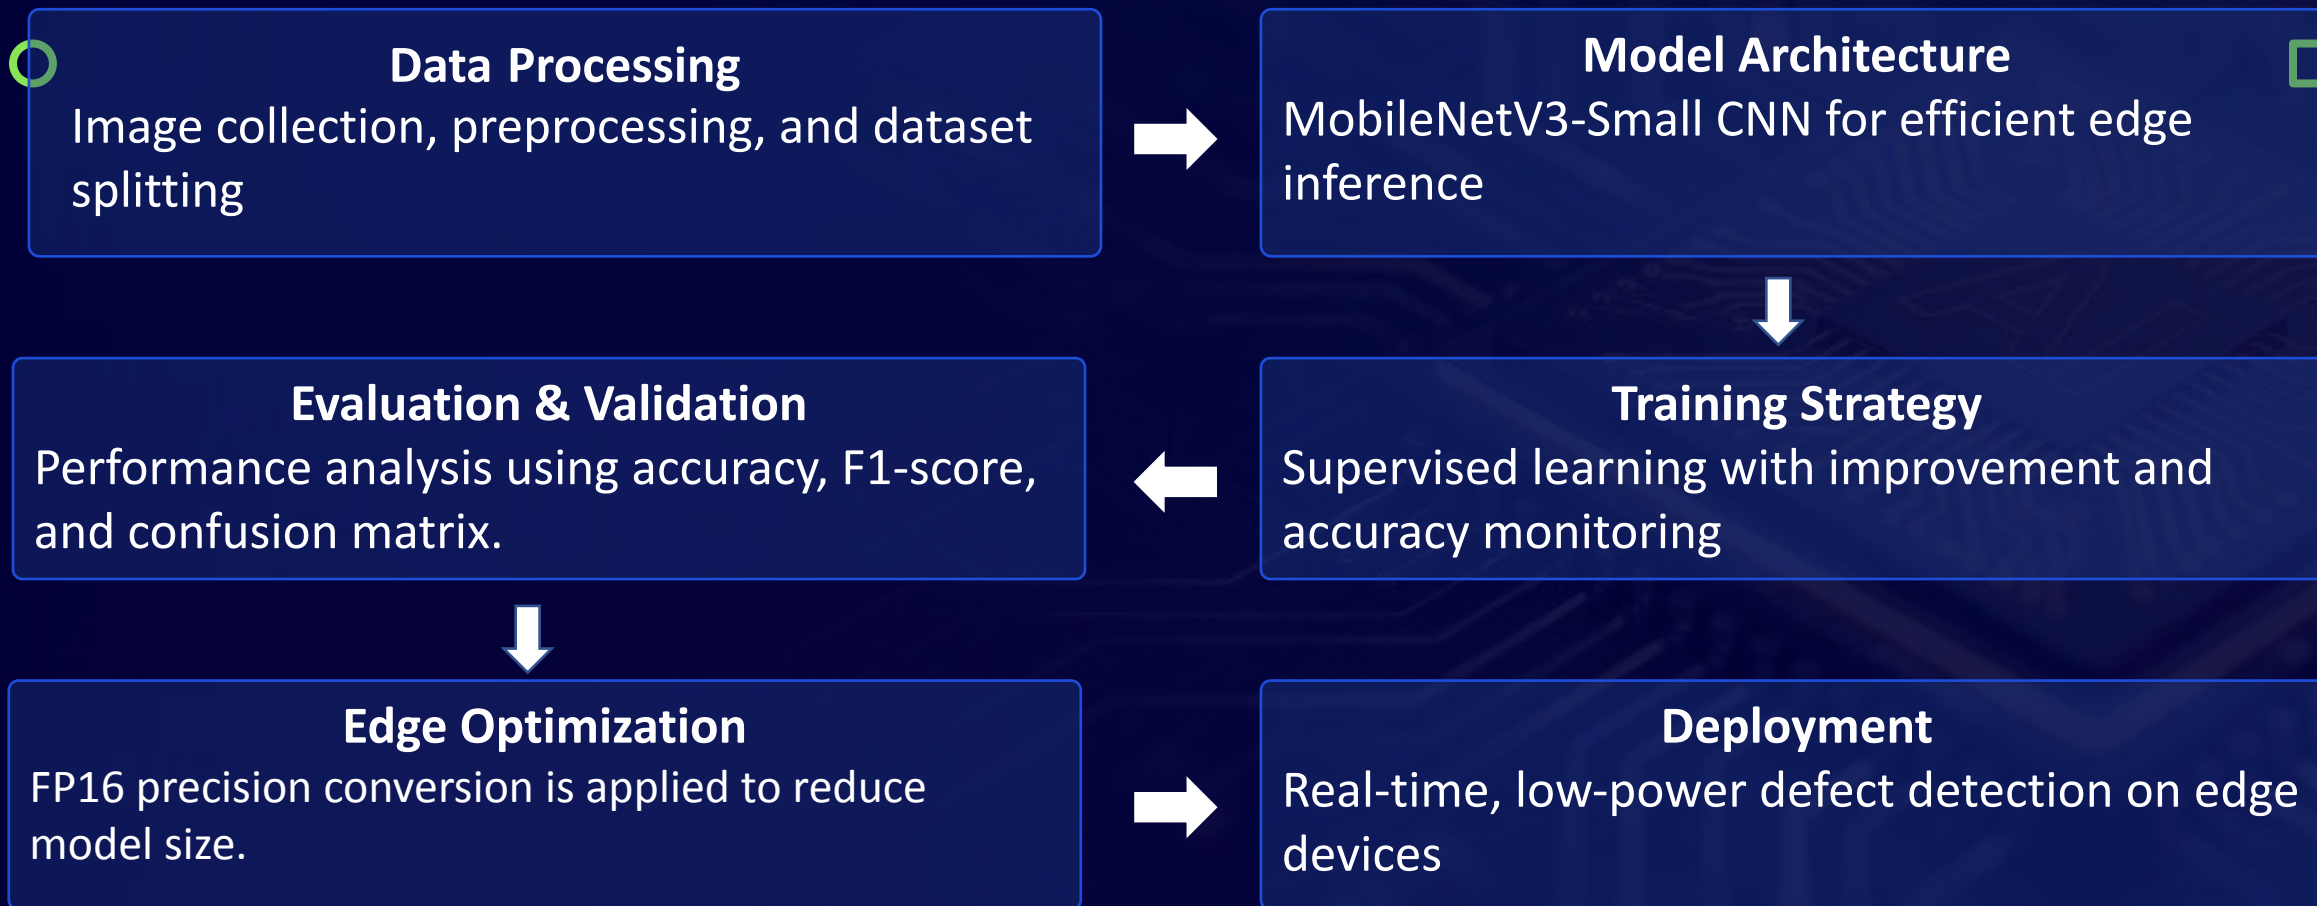 Data Processing
Image collection, preprocessing, and dataset
splitting
Model Architecture
MobileNetV3-Small CNN for efficient edge
inference
Training Strategy
Supervised learning with improvement and
accuracy monitoring
Evaluation & Validation
Performance analysis using accuracy, F1-score,
and confusion matrix.
Edge Optimization
FP16 precision conversion is applied to reduce
model size.
Deployment
Real-time, low-power defect detection on edge
devices